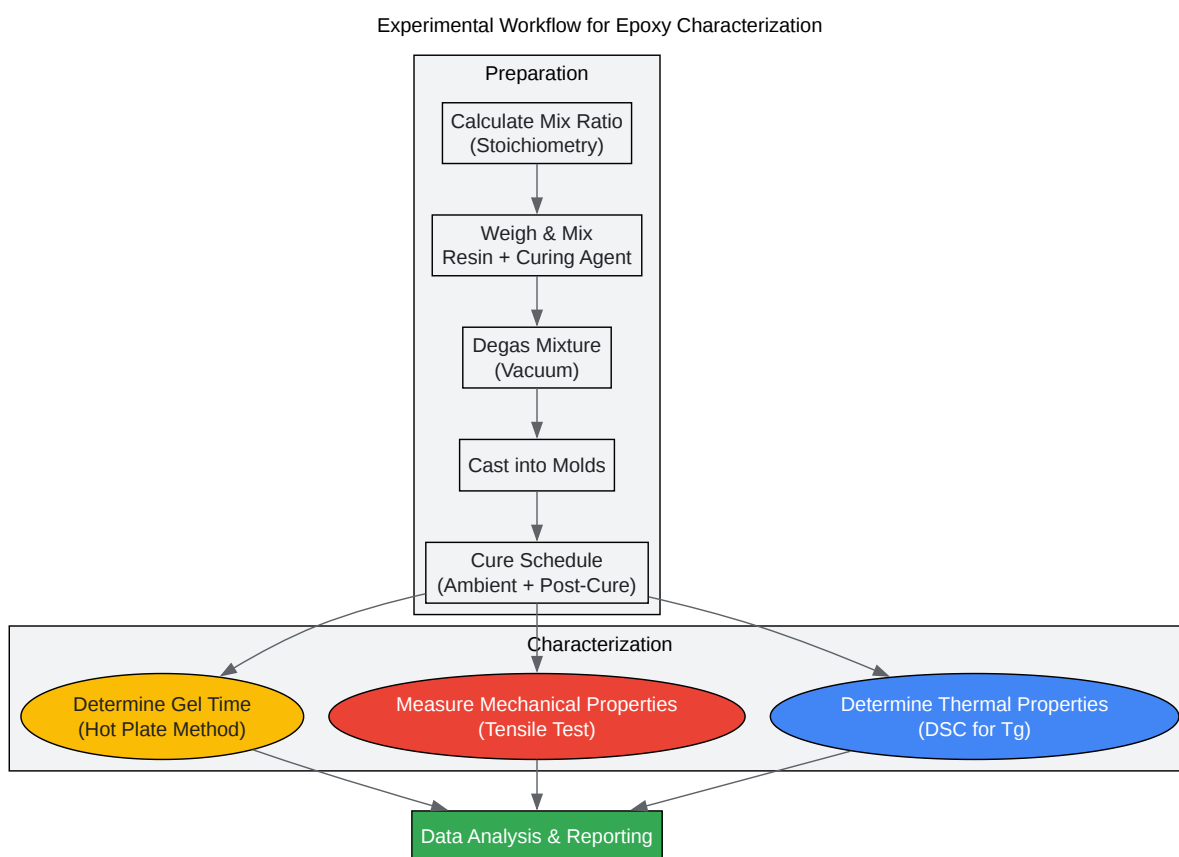 Experimental Workflow for Epoxy Characterization
Preparation
Calculate Mix Ratio
(Stoichiometry)
Weigh & Mix
Resin + Curing Agent
Degas Mixture
(Vacuum)
Cast into Molds
Cure Schedule
(Ambient + Post-Cure)
Characterization
Determine Gel Time
(Hot Plate Method)
Measure Mechanical Properties
(Tensile Test)
Determine Thermal Properties
(DSC for Tg)
Data Analysis & Reporting